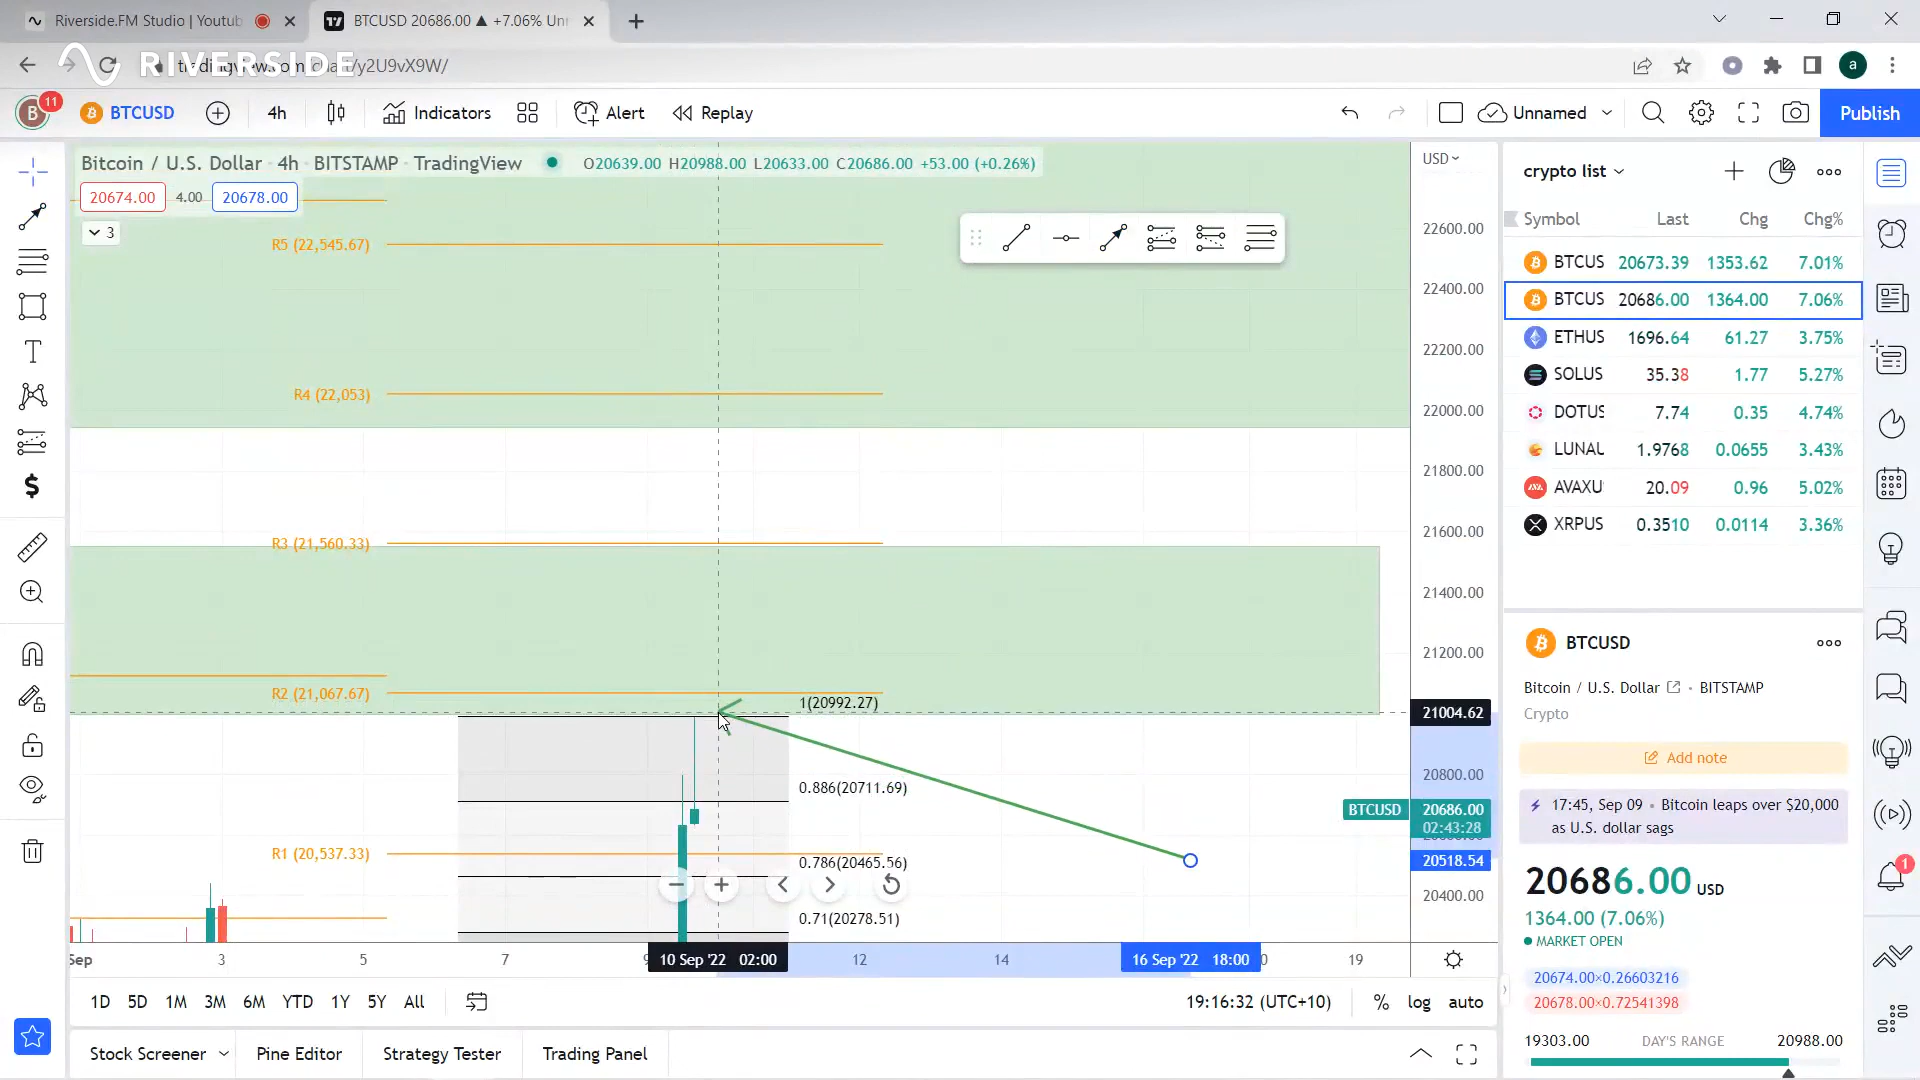 Riverside.FM Studio | Youtub
BTCUSD 20686.00 ▲ +7.06% Un
RIVERSIDE
/y2U9vX9W/
a
B 11 BTCUSD 4h Indicators Alert Replay Unnamed Publish
Bitcoin / U.S. Dollar · 4h · BITSTAMP · TradingView O20639.00 H20988.00 L20633.00 C20686.00 +53.00 (+0.26%)
20674.00 4.00 20678.00
3
R5 (22,545.67)
R4 (22,053)
R3 (21,560.33)
R2 (21,067.67)
1(20992.27)
0.886(20711.69)
R1 (20,537.33)
0.786(20465.56)
0.71(20278.51)
USD
22600.00
22400.00
22200.00
22000.00
21800.00
21600.00
21400.00
21200.00
21004.62
20800.00
BTCUSD 20686.00
02:43:28
20518.54
20400.00
Sep 3 5 9 10 Sep '22 02:00 12 14 16 Sep '22 18:00 0 19
1D 5D 1M 3M 6M YTD 1Y 5Y All 19:16:32 (UTC+10) % log auto
Stock Screener Pine Editor Strategy Tester Trading Panel
crypto list
Symbol Last Chg Chg%
BTCUS 20673.39 1353.62 7.01%
BTCUS 20686.00 1364.00 7.06%
ETHUS 1696.64 61.27 3.75%
SOLUS 35.38 1.77 5.27%
DOTUS 7.74 0.35 4.74%
LUNAU 1.9768 0.0655 3.43%
AVAXU 20.09 0.96 5.02%
XRPUS 0.3510 0.0114 3.36%
BTCUSD
Bitcoin / U.S. Dollar · BITSTAMP
Crypto
Add note
17:45, Sep 09 · Bitcoin leaps over $20,000
as U.S. dollar sags
20686.00 USD
1364.00 (7.06%)
MARKET OPEN
20674.00×0.26603216
20678.00×0.72541398
19303.00 DAY'S RANGE 20988.00
1